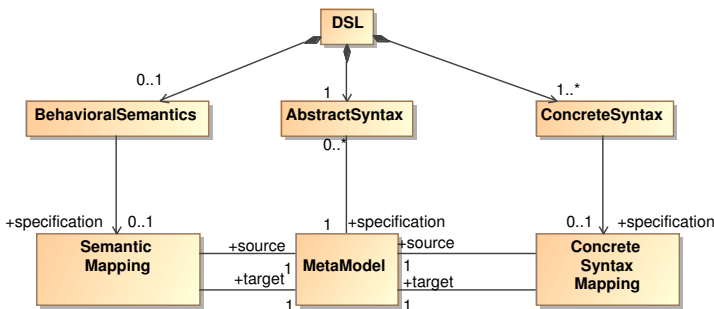 DSL
0..1
1
1..*
BehavioralSemantics
AbstractSyntax
ConcreteSyntax
0..*
+specification
0..1
1
+specification
0..1
+specification
Semantic
Mapping
+source
1
+target
1
MetaModel
+source
1
+target
1
Concrete
Syntax
Mapping